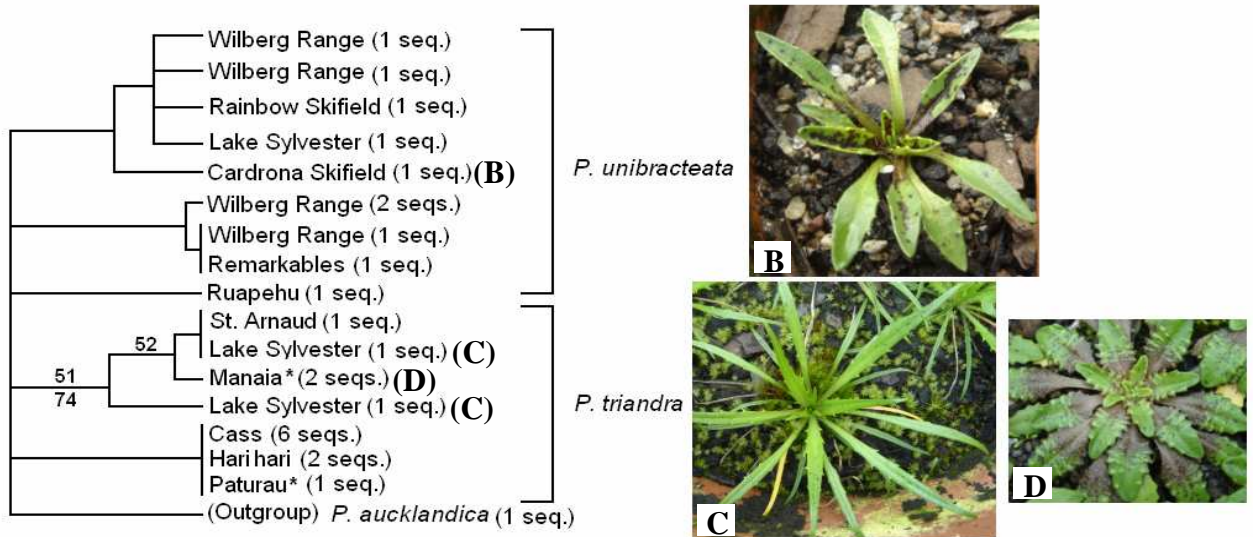 Wilberg Range (1 seq.)
Wilberg Range (1 seq.)
Rainbow Skifield (1 seq.)
Lake Sylvester (1 seq.)
Cardrona Skifield (1 seq.) (B)
P. unibracteata
Wilberg Range (2 seqs.)
Wilberg Range (1 seq.)
Remarkables (1 seq.)
Ruapehu (1 seq.)
St. Arnaud (1 seq.)
52
Lake Sylvester (1 seq.) (C)
51
Manaia* (2 seqs.) (D)
74
Lake Sylvester (1 seq.) (C)
P. triandra
Cass (6 seqs.)
Hari hari (2 seqs.)
Paturau* (1 seq.)
(Outgroup) P. aucklandica (1 seq.)
B
C
D